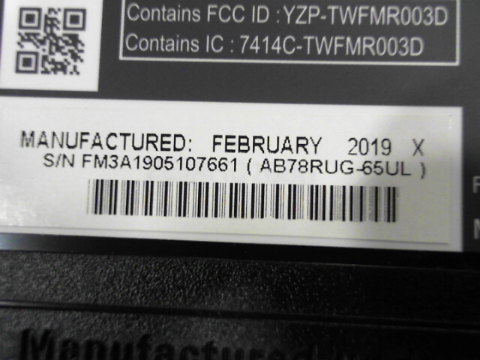 Contains FCC ID : YZP-TWFMR003D
Contains IC : 7414C-TWFMR003D
MANUFACTURED: FEBRUARY 2019 X
S/N FM3A1905107661 ( AB78RUG-65UL )